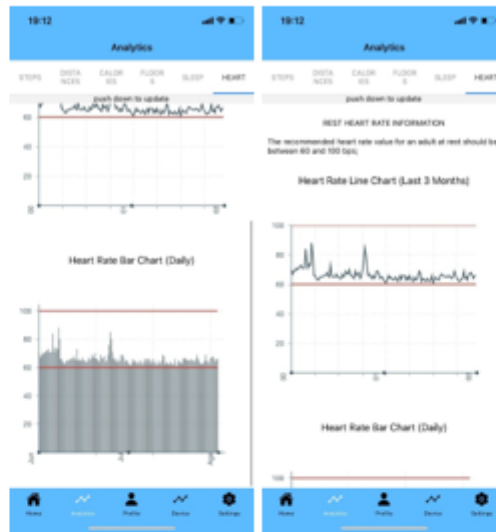 19:12
Analytics
STEPS
DISTA
NCES
CALOR
IES
FLOOR
S
SLEEP
HEART
push down to update
60
40
20
0
Heart Rate Bar Chart (Daily)
100
80
60
40
20
Home
Analytics
Profile
Device
Settings
19:12
Analytics
STEPS
DISTA
NCES
CALOR
IES
FLOOR
S
SLEEP
HEART
push down to update
REST HEART RATE INFORMATION
The recommended heart rate value for an adult at rest should be
between 60 and 100 bps;
Heart Rate Line Chart (Last 3 Months)
100
80
60
40
20
Heart Rate Bar Chart (Daily)
100
Home
Analytics
Profile
Device
Settings